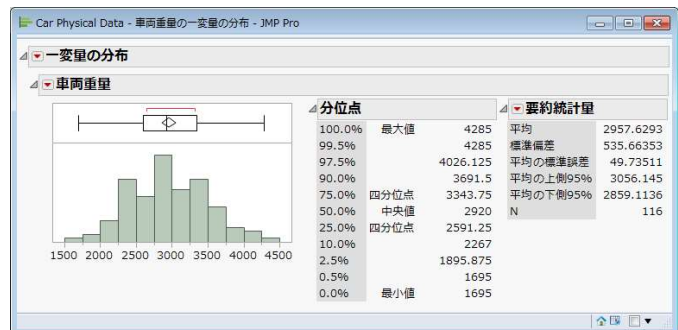 Car Physical Data - 車両重量の一変量の分布 - JMP Pro
一変量の分布
車両重量
1500 2000 2500 3000 3500 4000 4500
分位点
100.0% 最大値 4285
99.5% 4285
97.5% 4026.125
90.0% 3691.5
75.0% 四分位点 3343.75
50.0% 中央値 2920
25.0% 四分位点 2591.25
10.0% 2267
2.5% 1895.875
0.5% 1695
0.0% 最小値 1695
要約統計量
平均 2957.6293
標準偏差 535.66353
平均の標準誤差 49.73511
平均の上側95% 3056.145
平均の下側95% 2859.1136
N 116